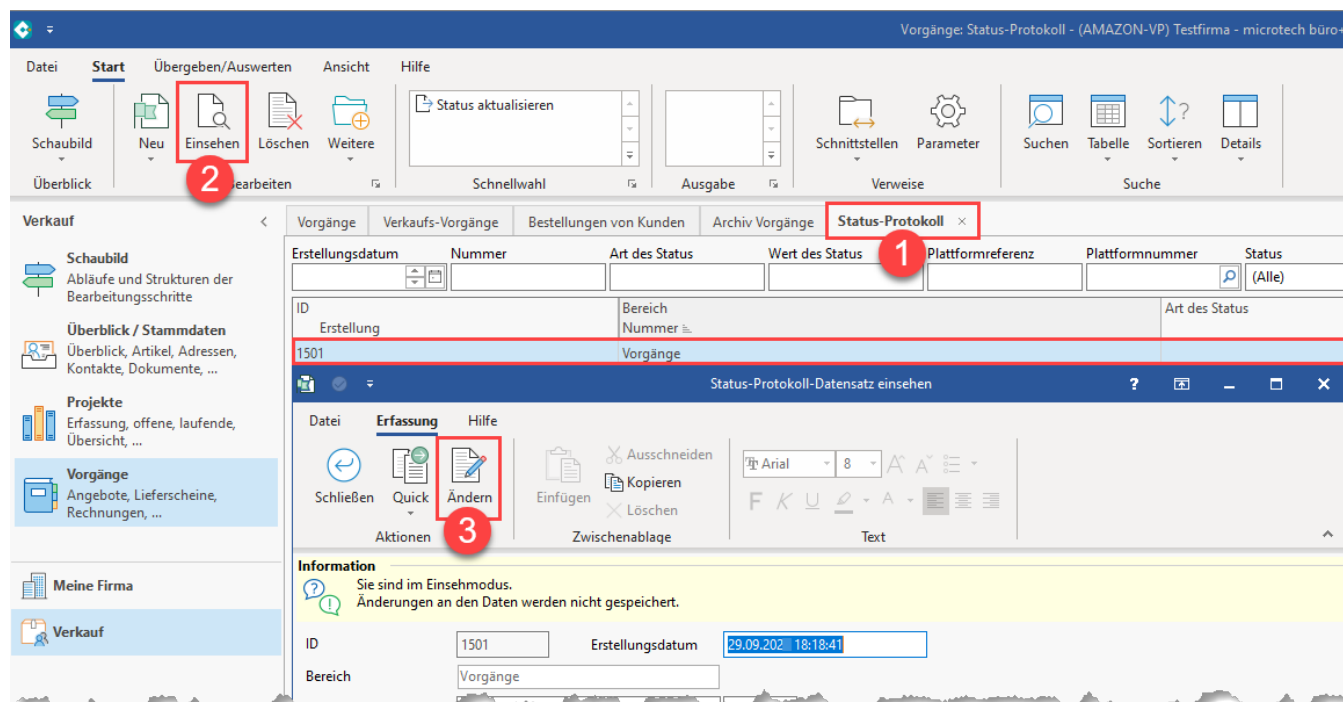 Vorgänge: Status-Protokoll - (AMAZON-VP) Testfirma - microtech büro+
Datei Start Übergeben/Auswerten Ansicht Hilfe
Status aktualisieren
Schaubild Neu Einsehen Löschen Weitere Schnittstellen Parameter Suchen Tabelle Sortieren Details
2
Überblick Bearbeiten Schnellwahl Ausgabe Verweise Suche
Verkauf
Vorgänge Verkaufs-Vorgänge Bestellungen von Kunden Archiv Vorgänge Status-Protokoll
1
Erstellungsdatum Nummer Art des Status Wert des Status Plattformreferenz Plattformnummer Status
(Alle)
Schaubild
Abläufe und Strukturen der
Bearbeitungsschritte
Überblick / Stammdaten
Überblick, Artikel, Adressen,
Kontakte, Dokumente, ...
Projekte
Erfassung, offene, laufende,
Übersicht, ...
Vorgänge
Angebote, Lieferscheine,
Rechnungen, ...
Meine Firma
Verkauf
ID Bereich Art des Status
Erstellung Nummer
1501 Vorgänge
Status-Protokoll-Datensatz einsehen
Datei Erfassung Hilfe
Schließen Quick Ändern Einfügen
Ausschneiden
Kopieren
Löschen
Arial 8
F K U A
3
Aktionen Zwischenablage Text
Information
Sie sind im Einsehmodus.
Änderungen an den Daten werden nicht gespeichert.
ID 1501 Erstellungsdatum 29.09.202 18:18:41
Bereich Vorgänge